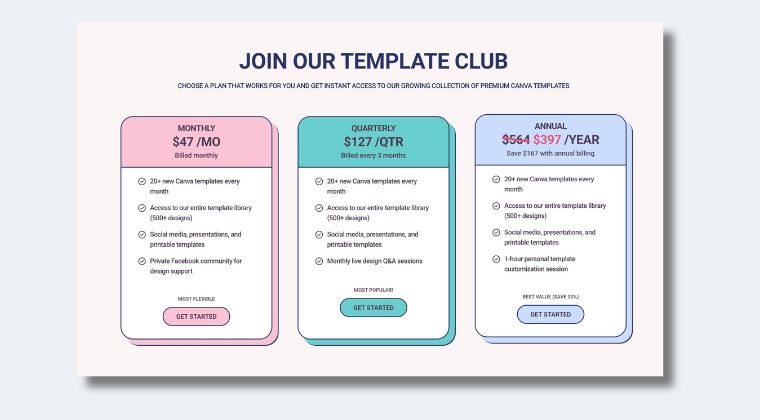 JOIN OUR TEMPLATE CLUB
CHOOSE A PLAN THAT WORKS FOR YOU AND GET INSTANT ACCESS TO OUR GROWING COLLECTION OF PREMIUM CANVA TEMPLATES
MONTHLY
$47 /MO
Billed monthly
20+ new Canva templates every
month
Access to our entire template library
(500+ designs)
Social media, presentations, and
printable templates
Private Facebook community for
design support
MOST FLEXIBLE
GET STARTED
QUARTERLY
$127 /QTR
Billed every 3 months
20+ new Canva templates every
month
Access to our entire template library
(500+ designs)
Social media, presentations, and
printable templates
Monthly live design Q&A sessions
MOST POPULAR!
GET STARTED
ANNUAL
$564 $397 /YEAR
Save $167 with annual billing
20+ new Canva templates every
month
Access to our entire template library
(500+ designs)
Social media, presentations, and
printable templates
1-hour personal template
customization session
BEST VALUE (SAVE 30%)
GET STARTED